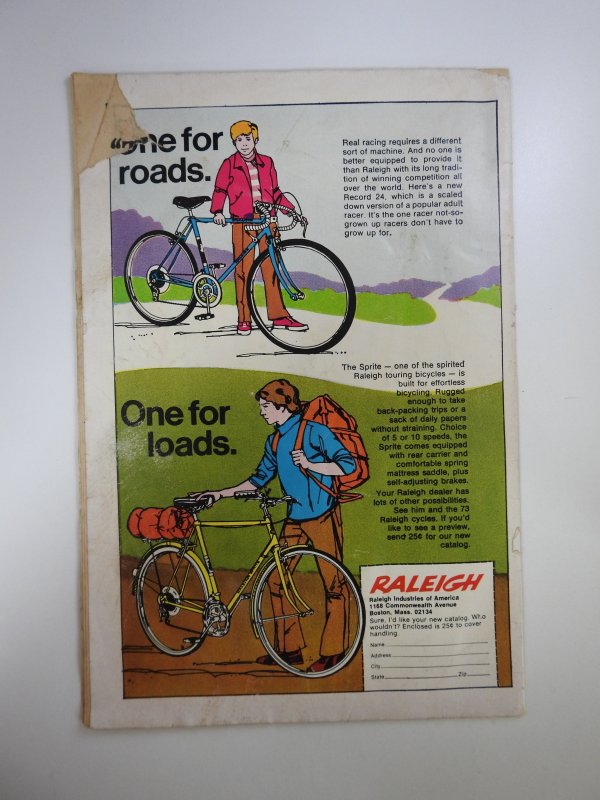 "One for
roads.
Real racing requires a different
sort of machine. And no one is
better equipped to provide it
than Raleigh with its long tradi-
tion of winning competition all
over the world. Here's a new
Record 24, which is a scaled
down version of a popular adult
racer. It's the one racer not-so-
grown up racers don't have to
grow up for.
The Sprite — one of the spirited
Raleigh touring bicycles — is
built for effortless
bicycling. Rugged
enough to take
back-packing trips or a
sack of daily papers
without straining. Choice
of 5 or 10 speeds, the
Sprite comes equipped
with rear carrier and
comfortable spring
mattress saddle, plus
self-adjusting brakes.
Your Raleigh dealer has
lots of other possibilities.
See him and the 73
Raleigh cycles. If you'd
like to see a preview,
send 25¢ for our new
catalog.
One for
loads.
RALEIGH
Raleigh Industries of America
1168 Commonwealth Avenue
Boston, Mass. 02134
Sure, I'd like your new catalog. Who
wouldn't? Enclosed is 25¢ to cover
handling.
Name
Address
City
State Zip